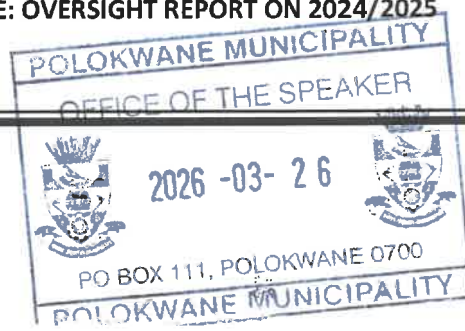 E: OVERSIGHT REPORT ON 2024/2025
POLOKWANE MUNICIPALITY
OFFICE OF THE SPEAKER
2026 -03- 26
PO BOX 111, POLOKWANE 0700
POLOKWANE MUNICIPALITY